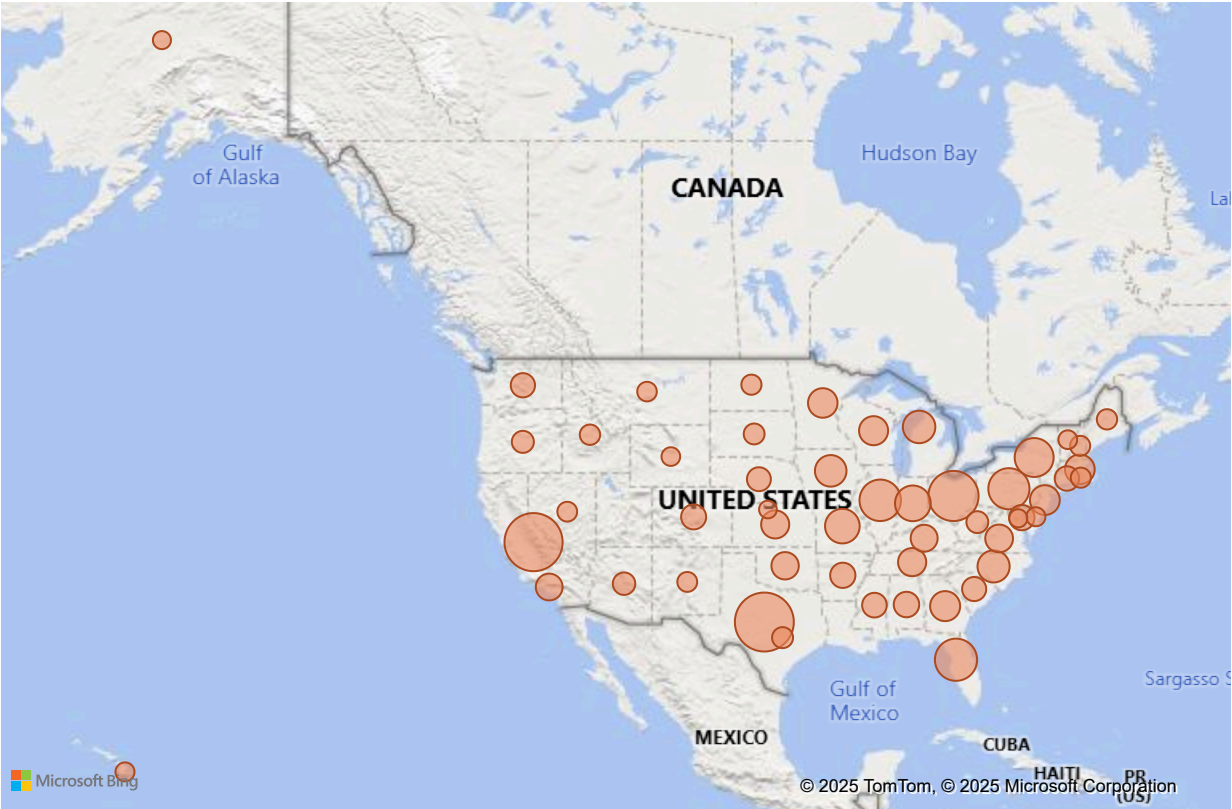 Gulf
of Alaska
Hudson Bay
CANADA
UNITED STATES
Gulf of
Mexico
Sargasso S
MEXICO
CUBA
HAITI
PR
(US)
Microsoft Bing
© 2025 TomTom, © 2025 Microsoft Corporation